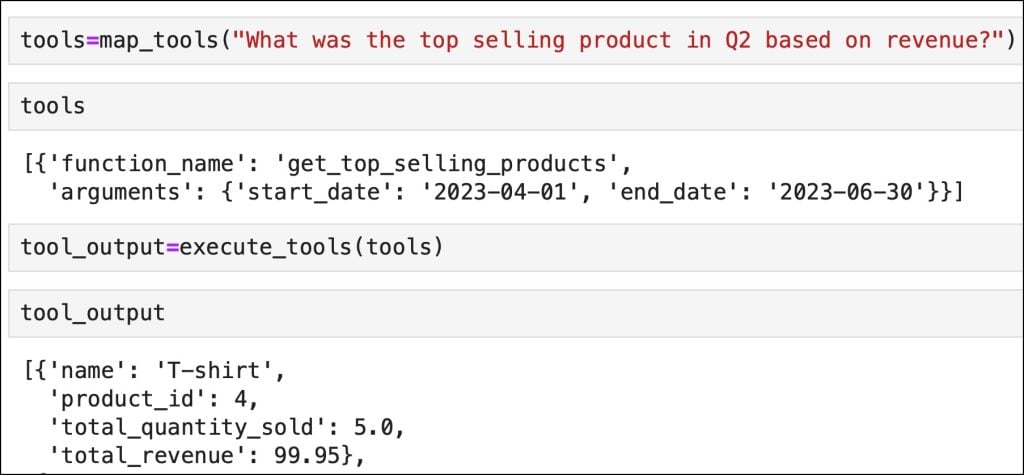 tools=map_tools("What was the top selling product in Q2 based on revenue?")
tools
[{'function_name': 'get_top_selling_products',
'arguments': {'start_date': '2023-04-01', 'end_date': '2023-06-30'}}]
tool_output=execute_tools(tools)
tool_output
[{'name': 'T-shirt',
'product_id': 4,
'total_quantity_sold': 5.0,
'total_revenue': 99.95},